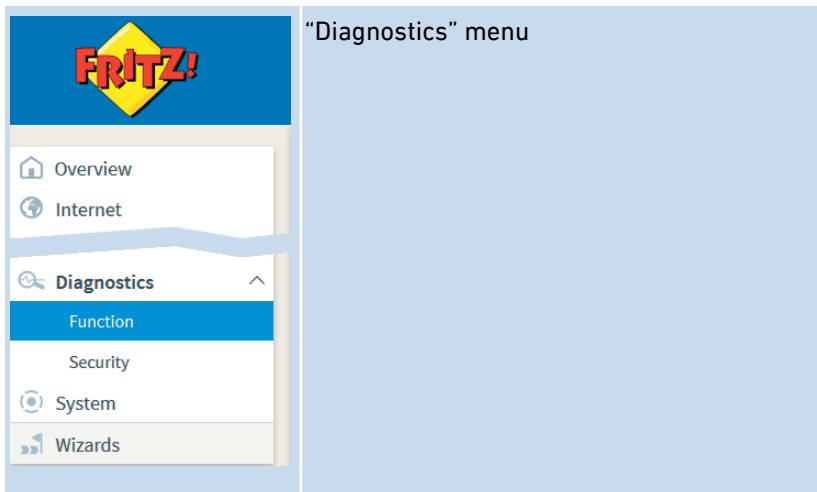 FRITZ!
“Diagnostics” menu
Overview
Internet
Diagnostics
Function
Security
System
Wizards